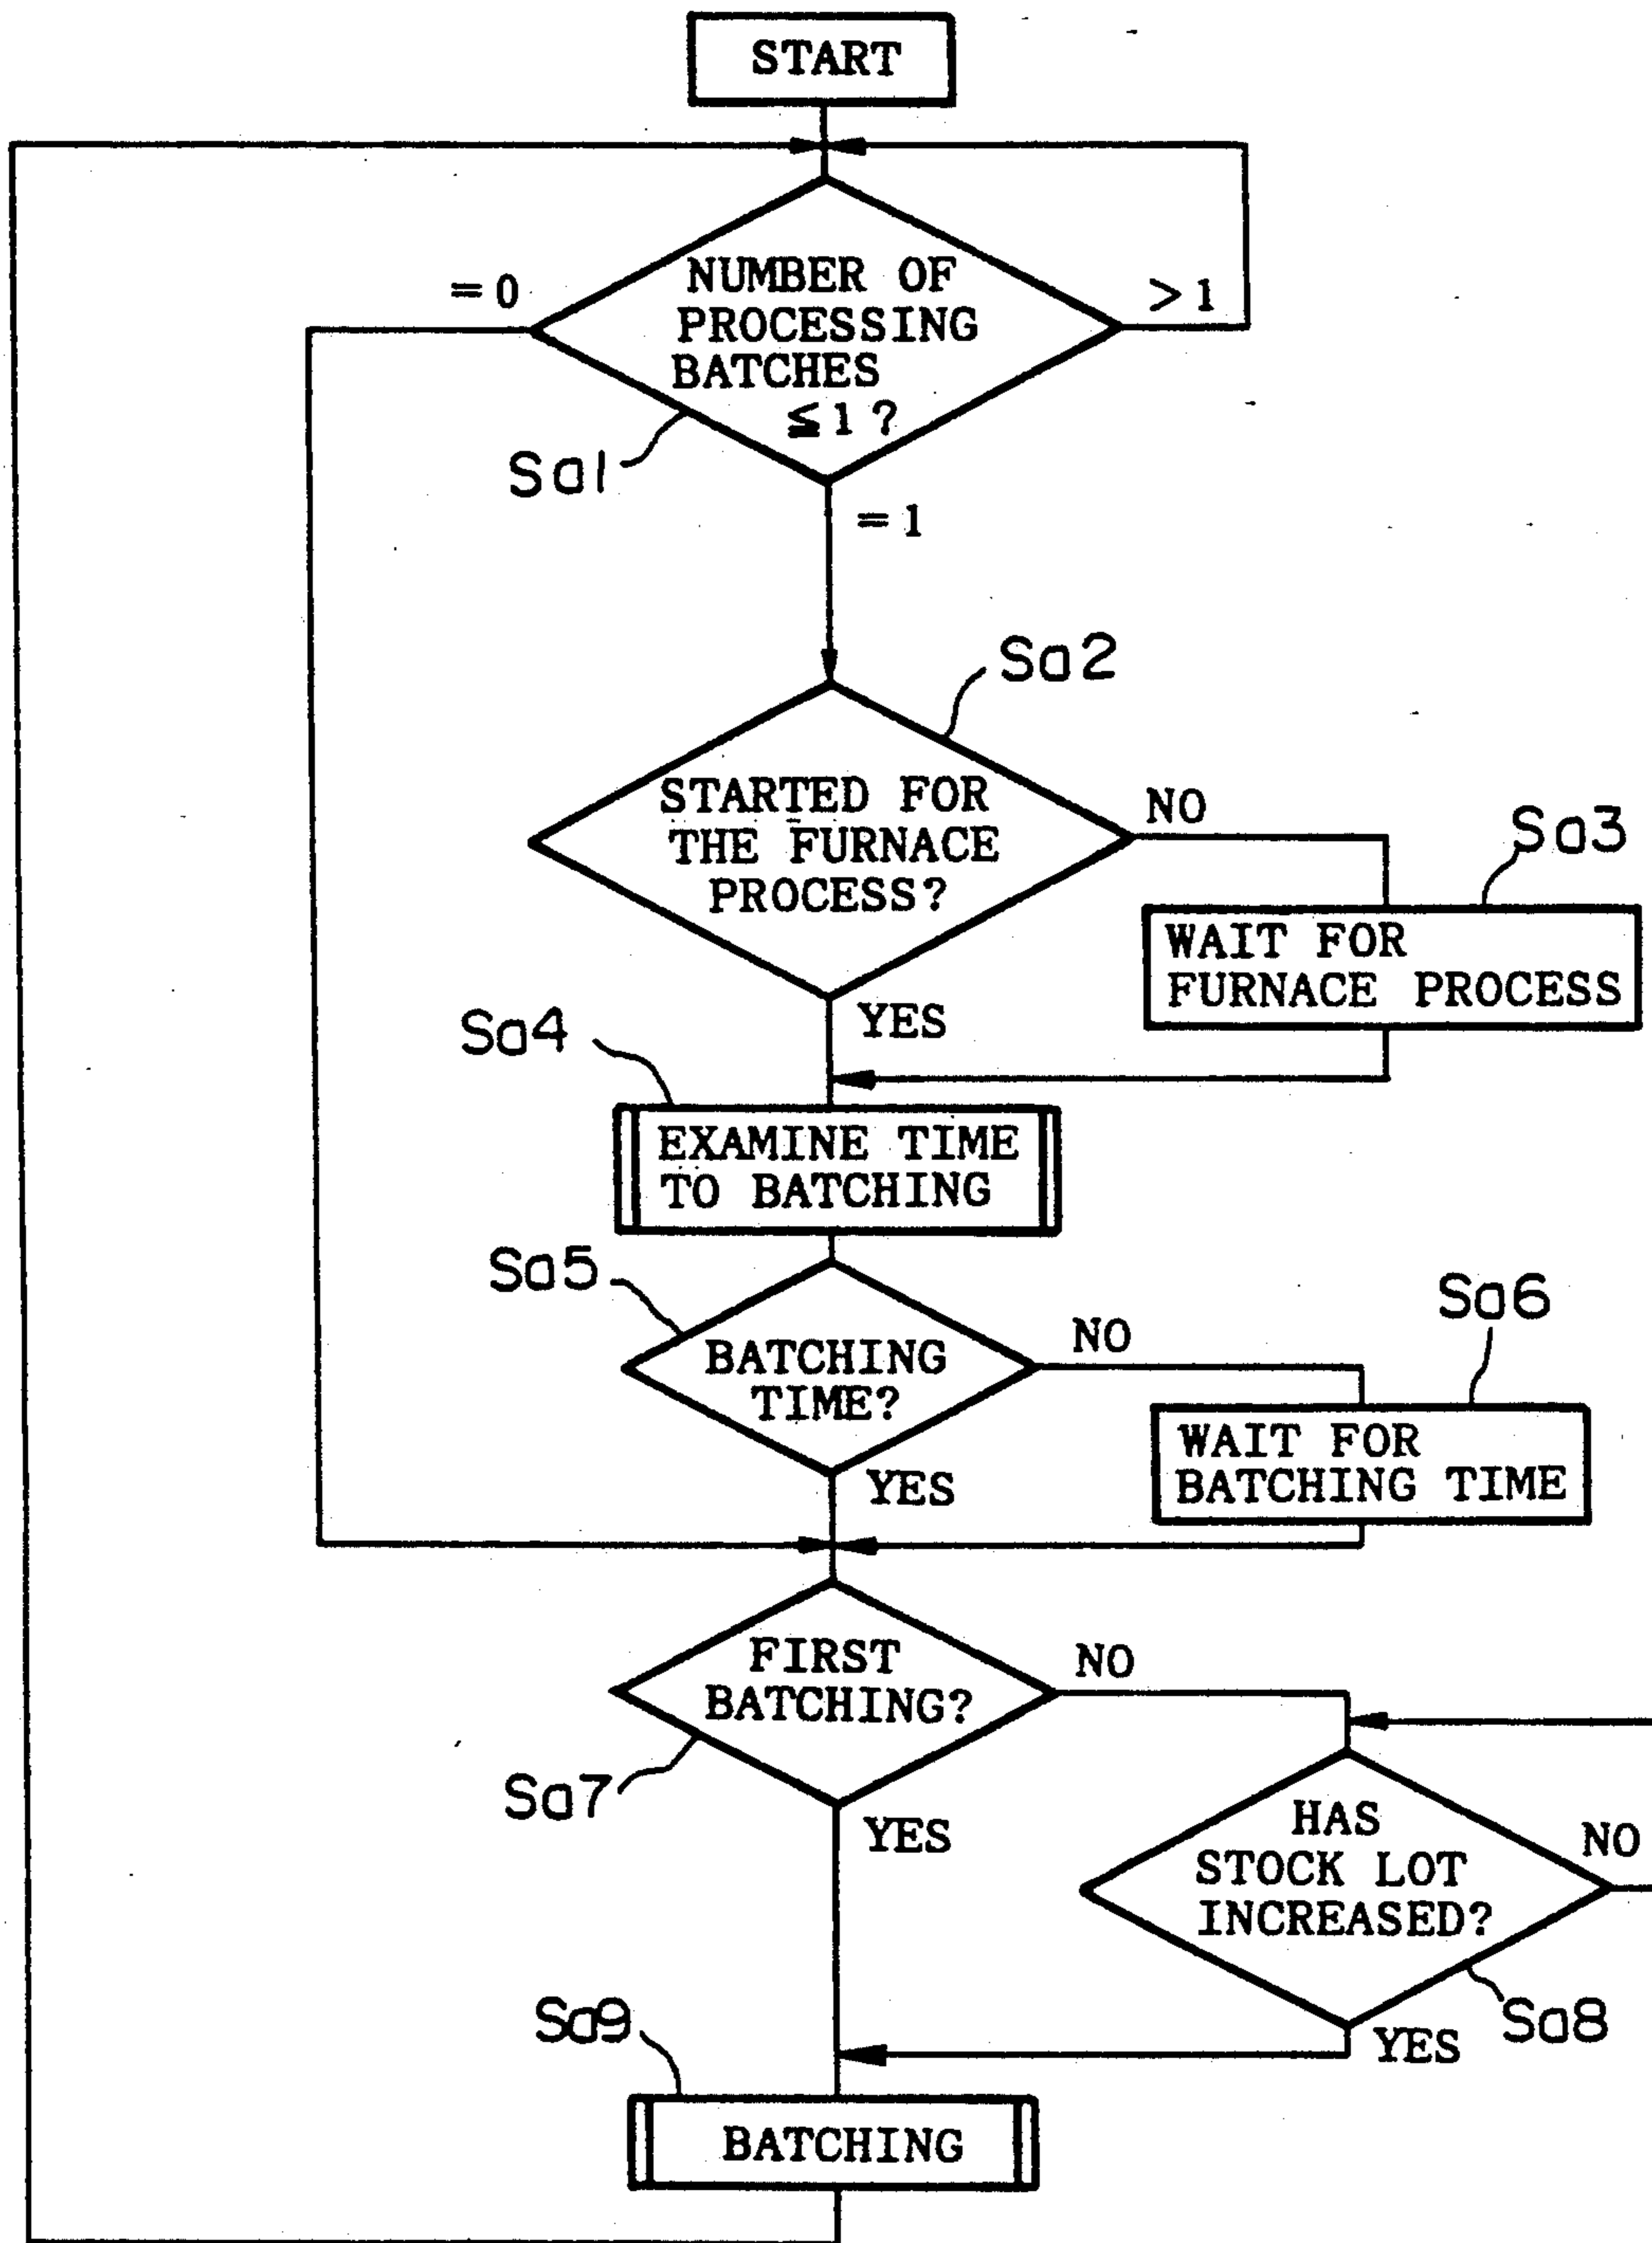 START
= 0
NUMBER OF
PROCESSING
BATCHES
≦ 1 ?
> 1
Sa1
= 1
Sa2
STARTED FOR
THE FURNACE
PROCESS?
NO
Sa3
WAIT FOR
FURNACE PROCESS
YES
Sa4
EXAMINE TIME
TO BATCHING
Sa5
BATCHING
TIME?
NO
Sa6
WAIT FOR
BATCHING TIME
YES
FIRST
BATCHING?
NO
Sa7
YES
HAS
STOCK LOT
INCREASED?
NO
Sa8
YES
Sa9
BATCHING